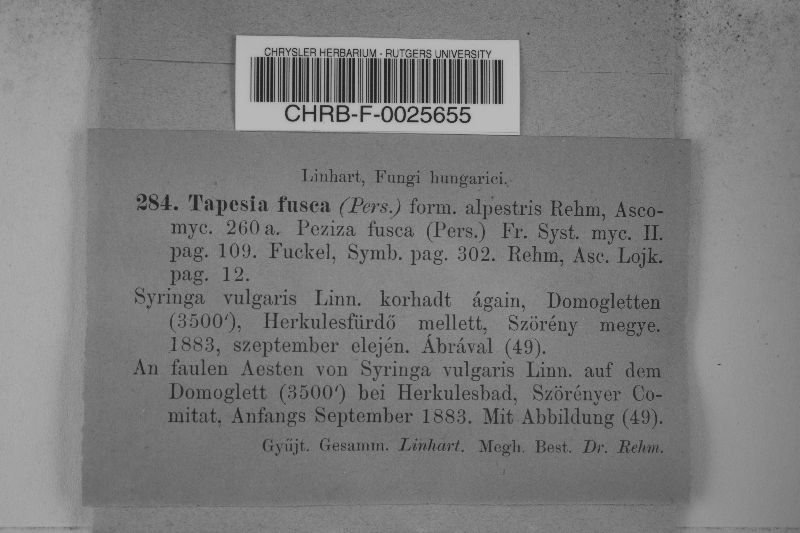 CHRYSLER HERBARIUM - RUTGERS UNIVERSITY
CHRB-F-0025655
Linhart, Fungi hungarici.
284. Tapesia fusca (Pers.) form. alpestris Rehm, Asco-
myc. 260 a. Peziza fusca (Pers.) Fr. Syst. myc. II.
pag. 109. Fuckel, Symb. pag. 302. Rehm, Asc. Lojk.
pag. 12.
Syringa vulgaris Linn. korhadt ágain, Domogletten
(3500′), Herkulesfürdő mellett, Szörény megye.
1883, szeptember elején. Ábrával (49).
An faulen Aesten von Syringa vulgaris Linn. auf dem
Domoglett (3500′) bei Herkulesbad, Szörényer Co-
mitat, Anfangs September 1883. Mit Abbildung (49).
Gyűjt. Gesamm. Linhart. Megh. Best. Dr. Rehm.